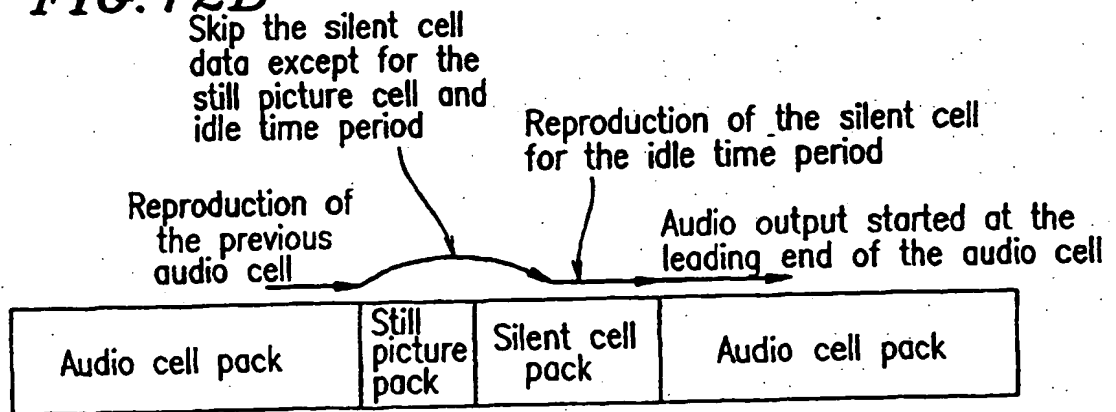 FIG. 12B
Skip the silent cell
data except for the
still picture cell and
idle time period
Reproduction of the silent cell
for the idle time period
Reproduction of
the previous
audio cell
Audio output started at the
leading end of the audio cell
Audio cell pack
Still
picture
pack
Silent cell
pack
Audio cell pack